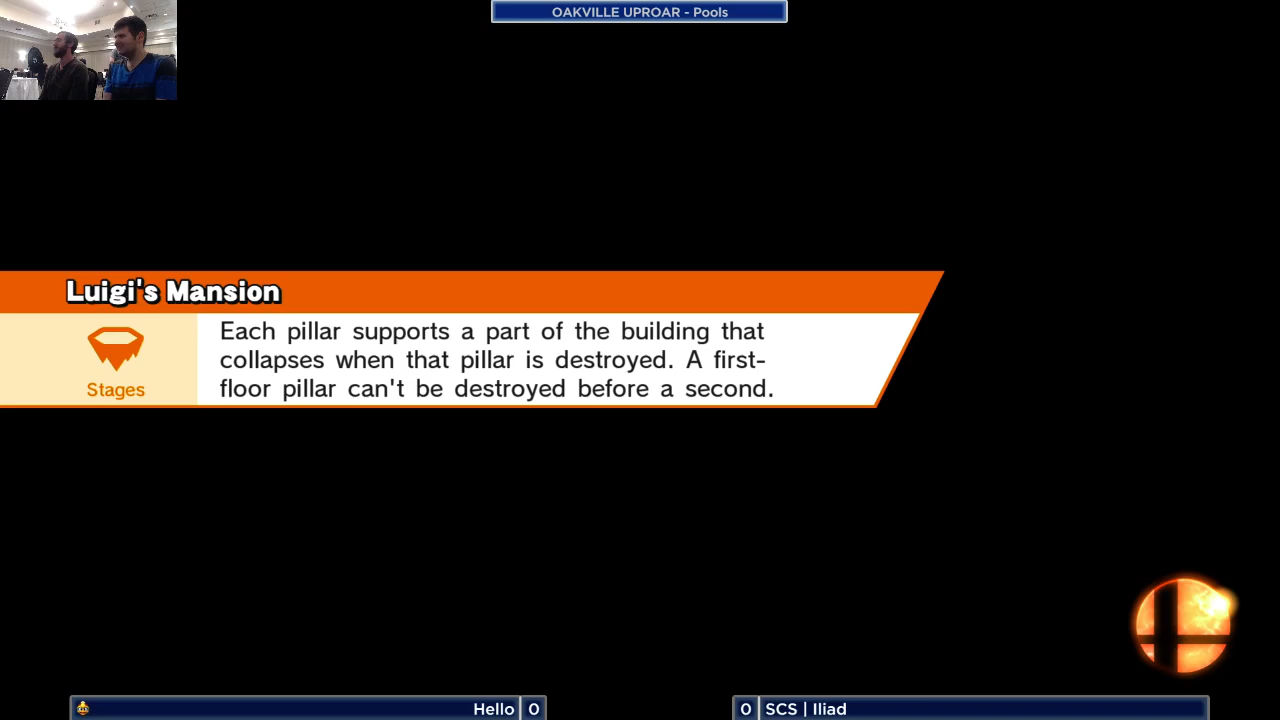 OAKVILLE UPROAR - Pools
Luigi's Mansion
Stages
Each pillar supports a part of the building that
collapses when that pillar is destroyed. A first-
floor pillar can't be destroyed before a second.
Hello 0
0 SCS | Iliad